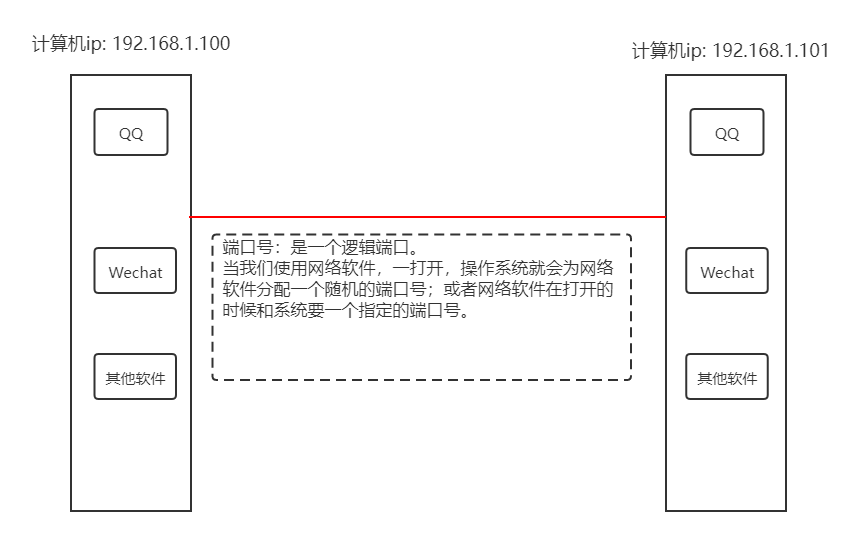 计算机ip: 192.168.1.100
计算机ip: 192.168.1.101
QQ
QQ
端口号：是一个逻辑端口。
当我们使用网络软件，一打开，操作系统就会为网络
软件分配一个随机的端口号；或者网络软件在打开的
时候和系统要一个指定的端口号。
Wechat
Wechat
其他软件
其他软件